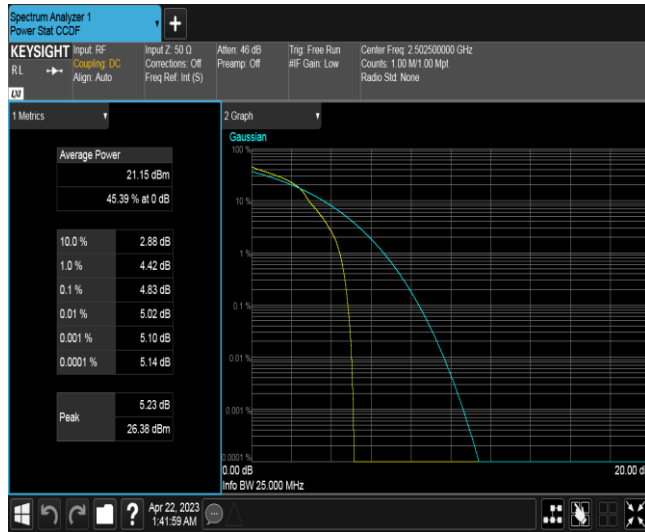 Spectrum Analyzer 1
Power Stat CCDF
+
KEYSIGHT
RL
LXI
Input: RF
Coupling: DC
Align: Auto
Input Z: 50 Ω
Corrections: Off
Freq Ref: Int (S)
Atten: 46 dB
Preamp: Off
Trig: Free Run
#IF Gain: Low
Center Freq: 2.502500000 GHz
Counts: 1.00 M/1.00 Mpt
Radio Std: None
1 Metrics
Average Power
21.15 dBm
45.39 % at 0 dB
10.0 % 2.88 dB
1.0 % 4.42 dB
0.1 % 4.83 dB
0.01 % 5.02 dB
0.001 % 5.10 dB
0.0001 % 5.14 dB
Peak
5.23 dB
26.38 dBm
2 Graph
Gaussian
100 %
10 %
1 %
0.1 %
0.01 %
0.001 %
0.0001 %
0.00 dB 20.00 d
Info BW 25.000 MHz
?
Apr 22, 2023
1:41:59 AM